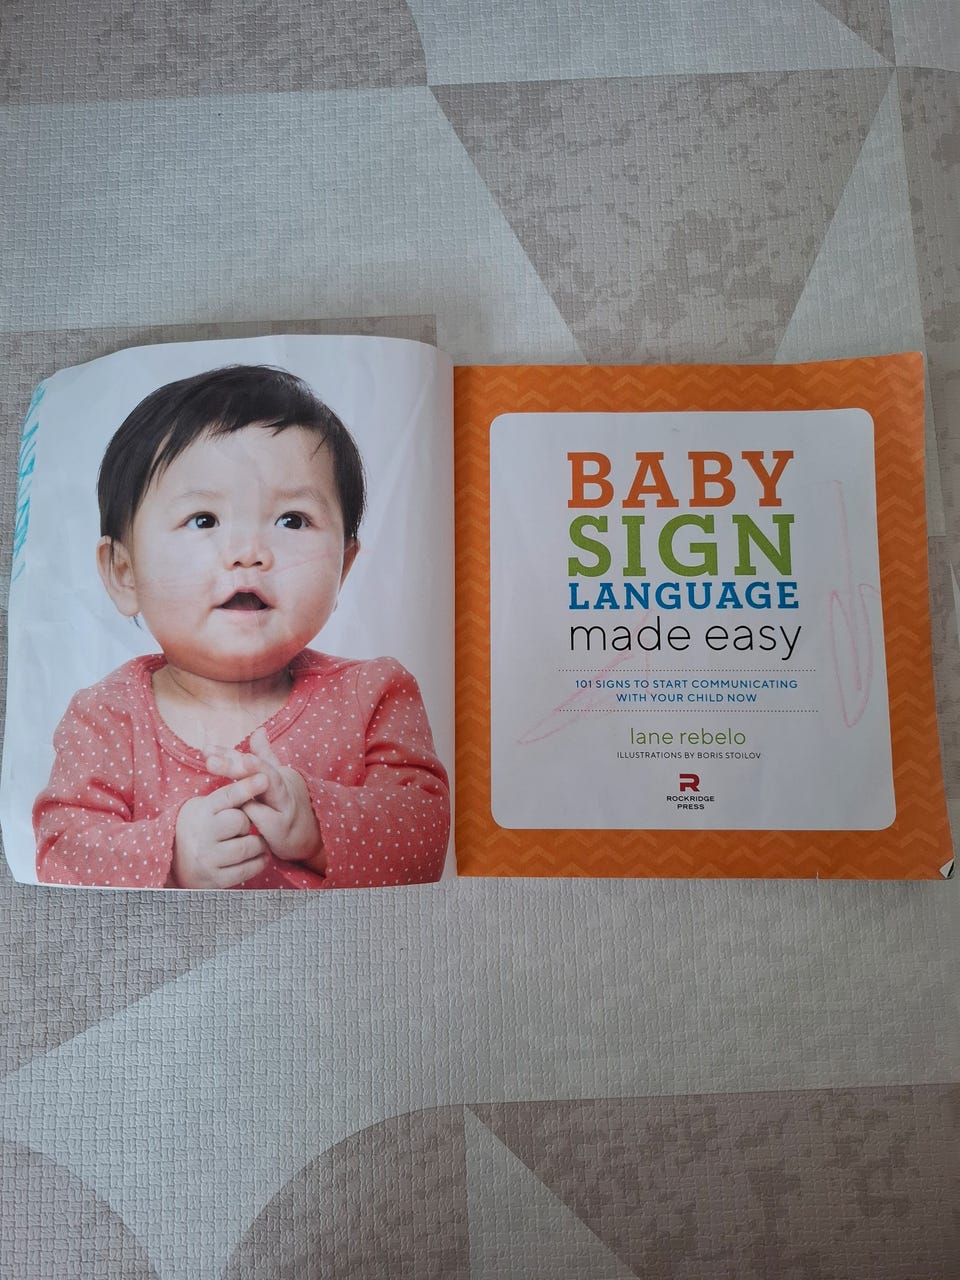 BABY
SIGN
LANGUAGE
made easy
101 SIGNS TO START COMMUNICATING
WITH YOUR CHILD NOW
lane rebelo
ILLUSTRATIONS BY BORIS STOILOV
R
ROCKRIDGE
PRESS